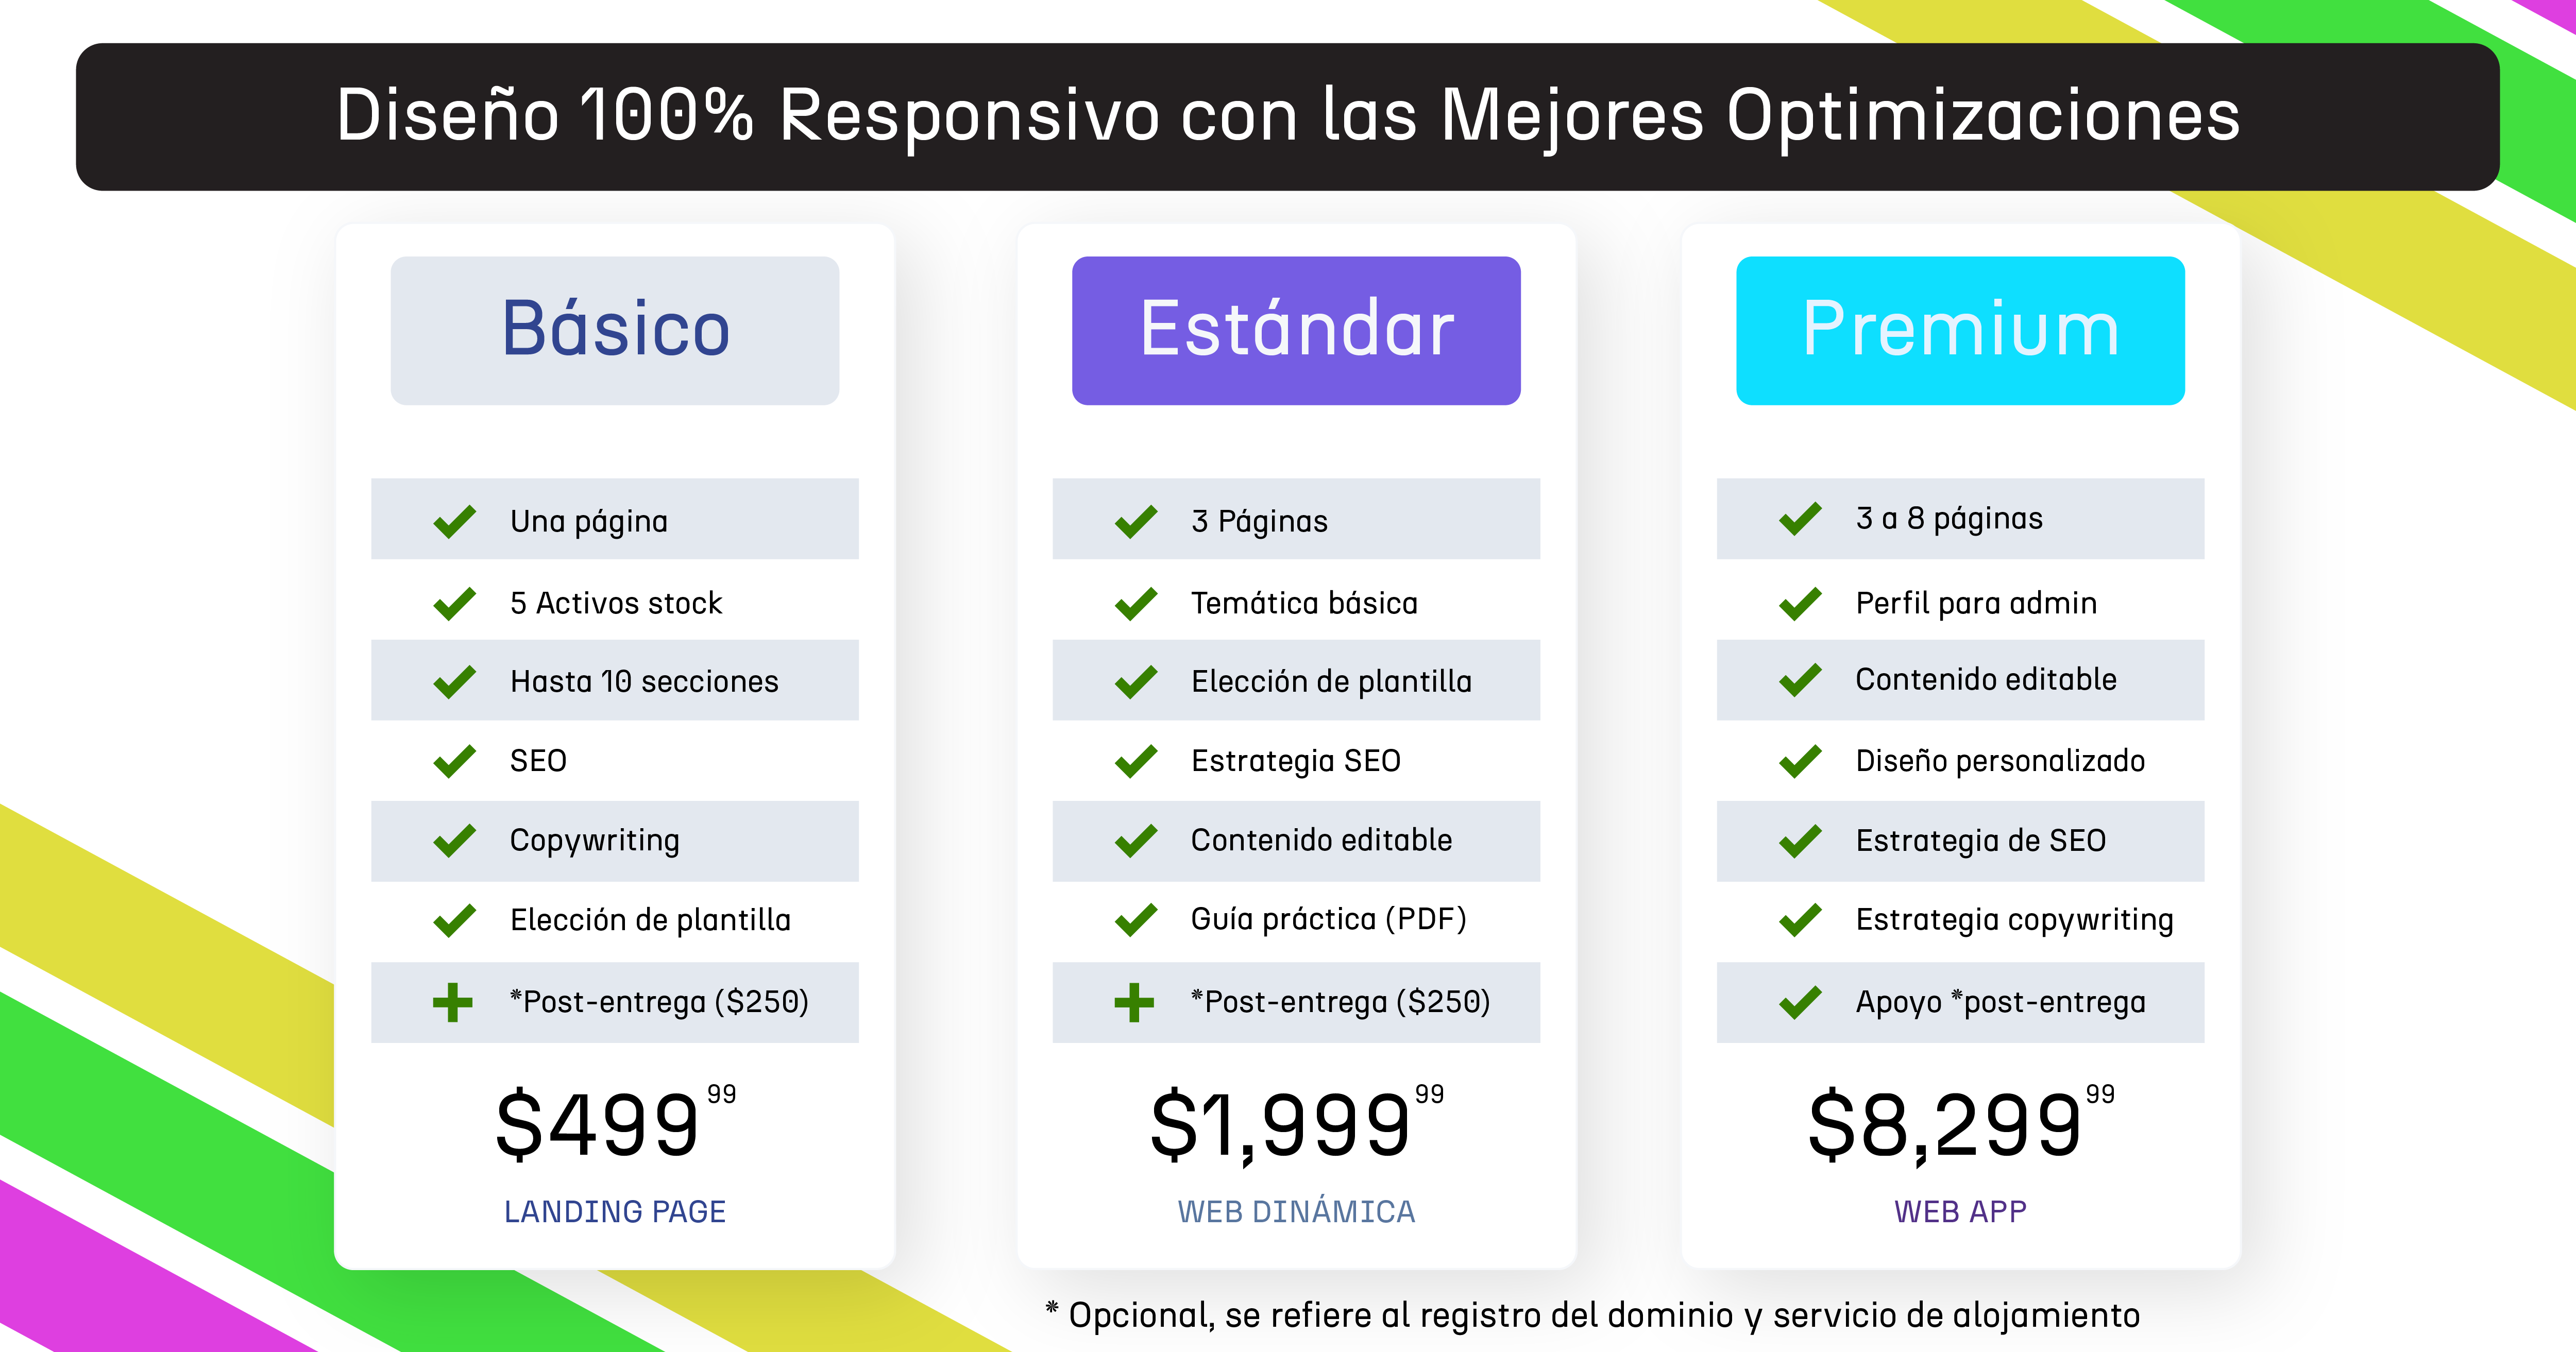 Diseño 100% Responsivo con las Mejores Optimizaciones
Básico
Una página
5 Activos stock
Hasta 10 secciones
SEO
Copywriting
Elección de plantilla
*Post-entrega ($250)
$499 99
LANDING PAGE
Estándar
3 Páginas
Temática básica
Elección de plantilla
Estrategia SEO
Contenido editable
Guía práctica (PDF)
*Post-entrega ($250)
$1,999 99
WEB DINÁMICA
Premium
3 a 8 páginas
Perfil para admin
Contenido editable
Diseño personalizado
Estrategia de SEO
Estrategia copywriting
Apoyo *post-entrega
$8,299 99
WEB APP
* Opcional, se refiere al registro del dominio y servicio de alojamiento